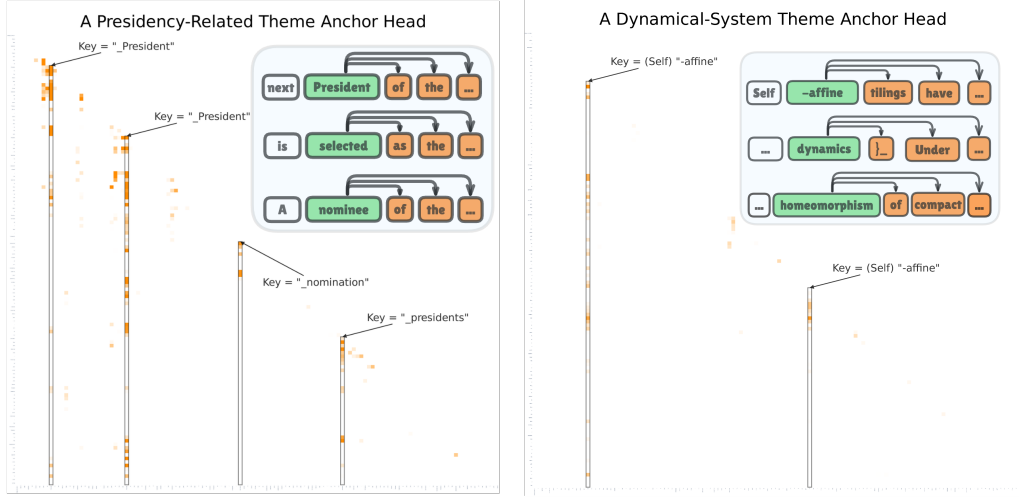 A Presidency-Related Theme Anchor Head
Key = "_President"
Key = "_President"
next President of the ...
is selected as the ...
A nominee of the ...
Key = "_nomination"
Key = "_presidents"
A Dynamical-System Theme Anchor Head
Key = (Self) "-affine"
Self -affine tilings have ...
... dynamics }_ Under ...
... homeomorphism of compact ...
Key = (Self) "-affine"